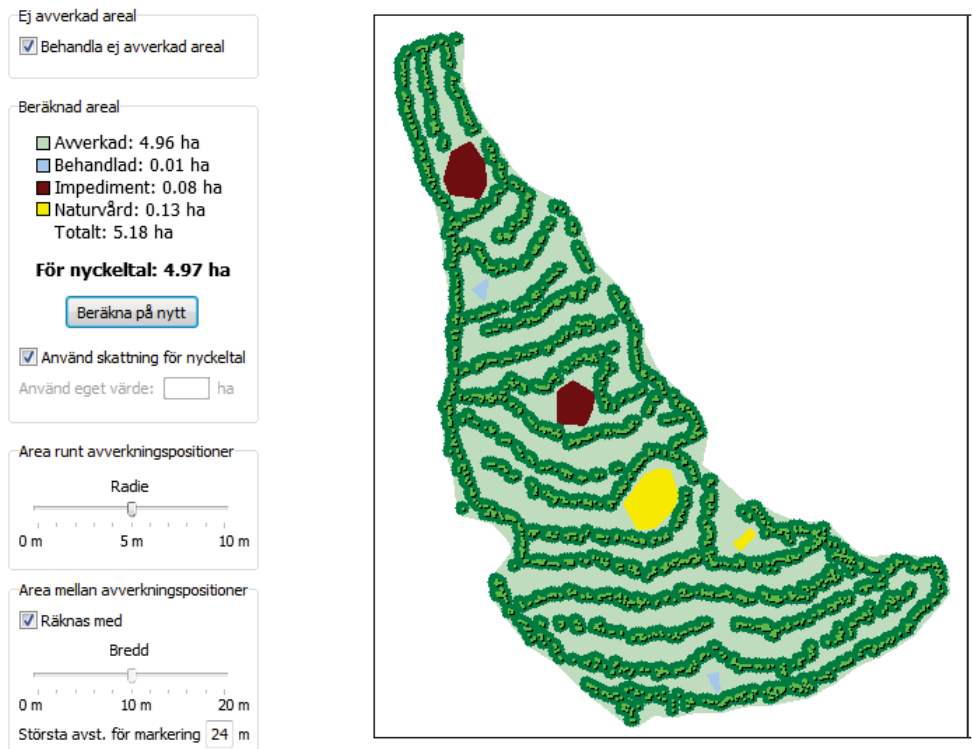 Ej avverkad areal
Behandla ej avverkad areal
Beräknad areal
Avverkad: 4.96 ha
Behandlad: 0.01 ha
Impediment: 0.08 ha
Naturvård: 0.13 ha
Totalt: 5.18 ha
För nyckeltal: 4.97 ha
Beräkna på nytt
Använd skattning för nyckeltal
Använd eget värde: ha
Area runt avverkningspositioner
Radie
0 m 5 m 10 m
Area mellan avverkningspositioner
Räknas med
Bredd
0 m 10 m 20 m
Största avst. för markering 24 m